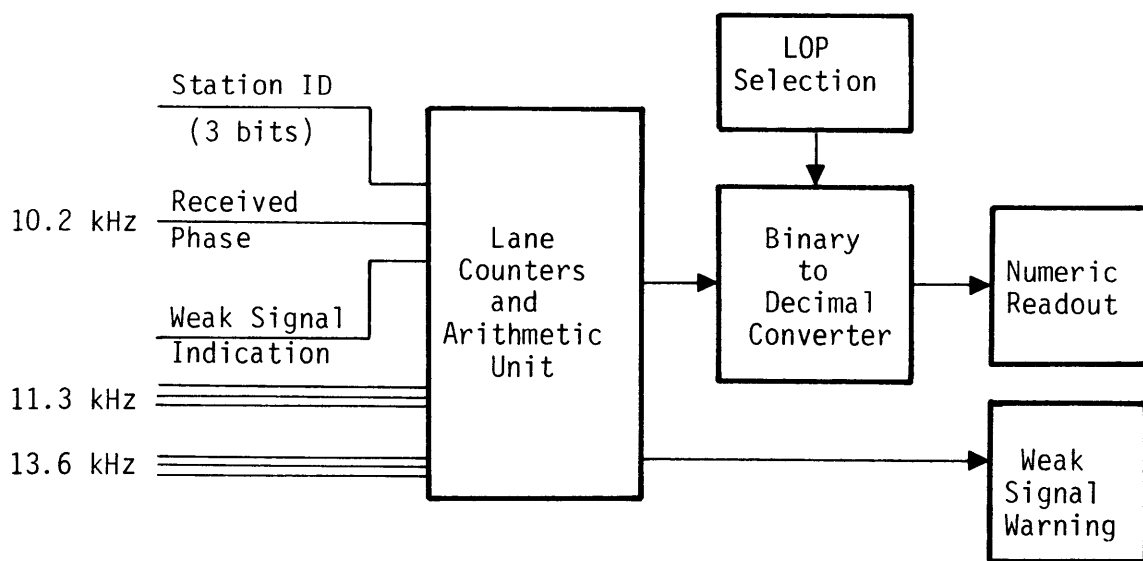 LOP
Selection
Station ID
(3 bits)
10.2 kHz
Received
Phase
Weak Signal
Indication
11.3 kHz
13.6 kHz
Lane
Counters
and
Arithmetic
Unit
Binary
to
Decimal
Converter
Numeric
Readout
Weak
Signal
Warning